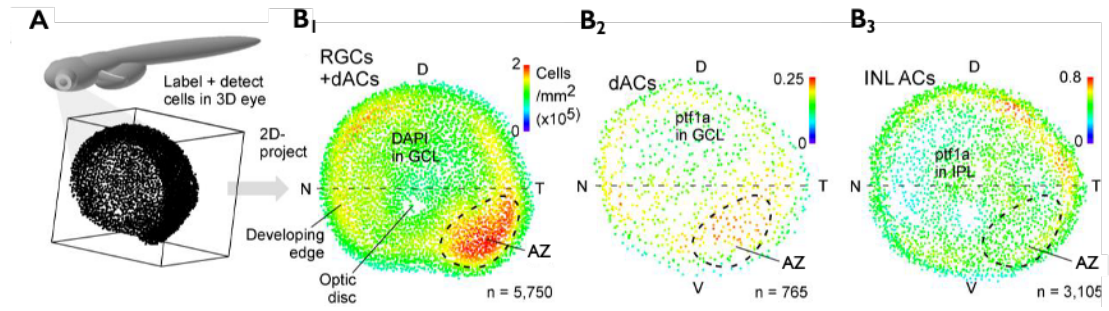 A
Label + detect
cells in 3D eye
2D-
project
B1
RGCs
+dACs
D
2
Cells
/mm2
(x105)
0
DAPI
in GCL
N
T
Developing
edge
Optic
disc
AZ
n = 5,750
B2
dACs
D
0.25
0
ptf1a
in GCL
N
T
AZ
V
n = 765
B3
INL ACs
D
0.8
0
ptf1a
in IPL
N
T
AZ
V
n = 3,105